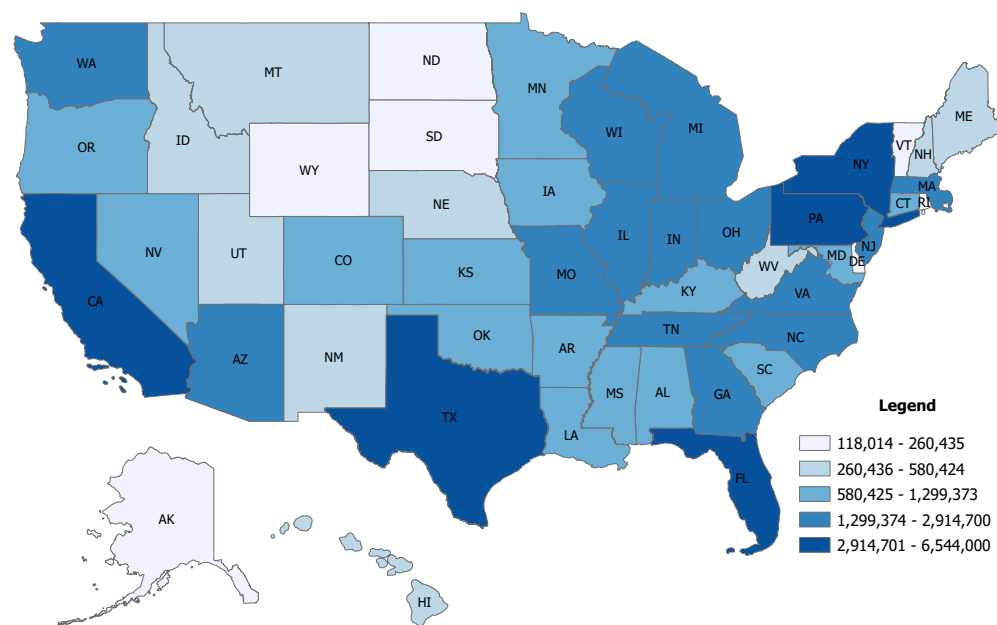 WA
MT
ND
MN
ME
OR
ID
SD
WI
MI
VT
NH
NY
WY
MA
CT
RI
IA
NE
PA
NJ
NV
UT
CO
IL
IN
OH
MD
DE
WV
KS
MO
KY
VA
CA
TN
NC
AZ
NM
OK
AR
SC
MS
AL
GA
TX
LA
FL
AK
HI
Legend
118,014 - 260,435
260,436 - 580,424
580,425 - 1,299,373
1,299,374 - 2,914,700
2,914,701 - 6,544,000